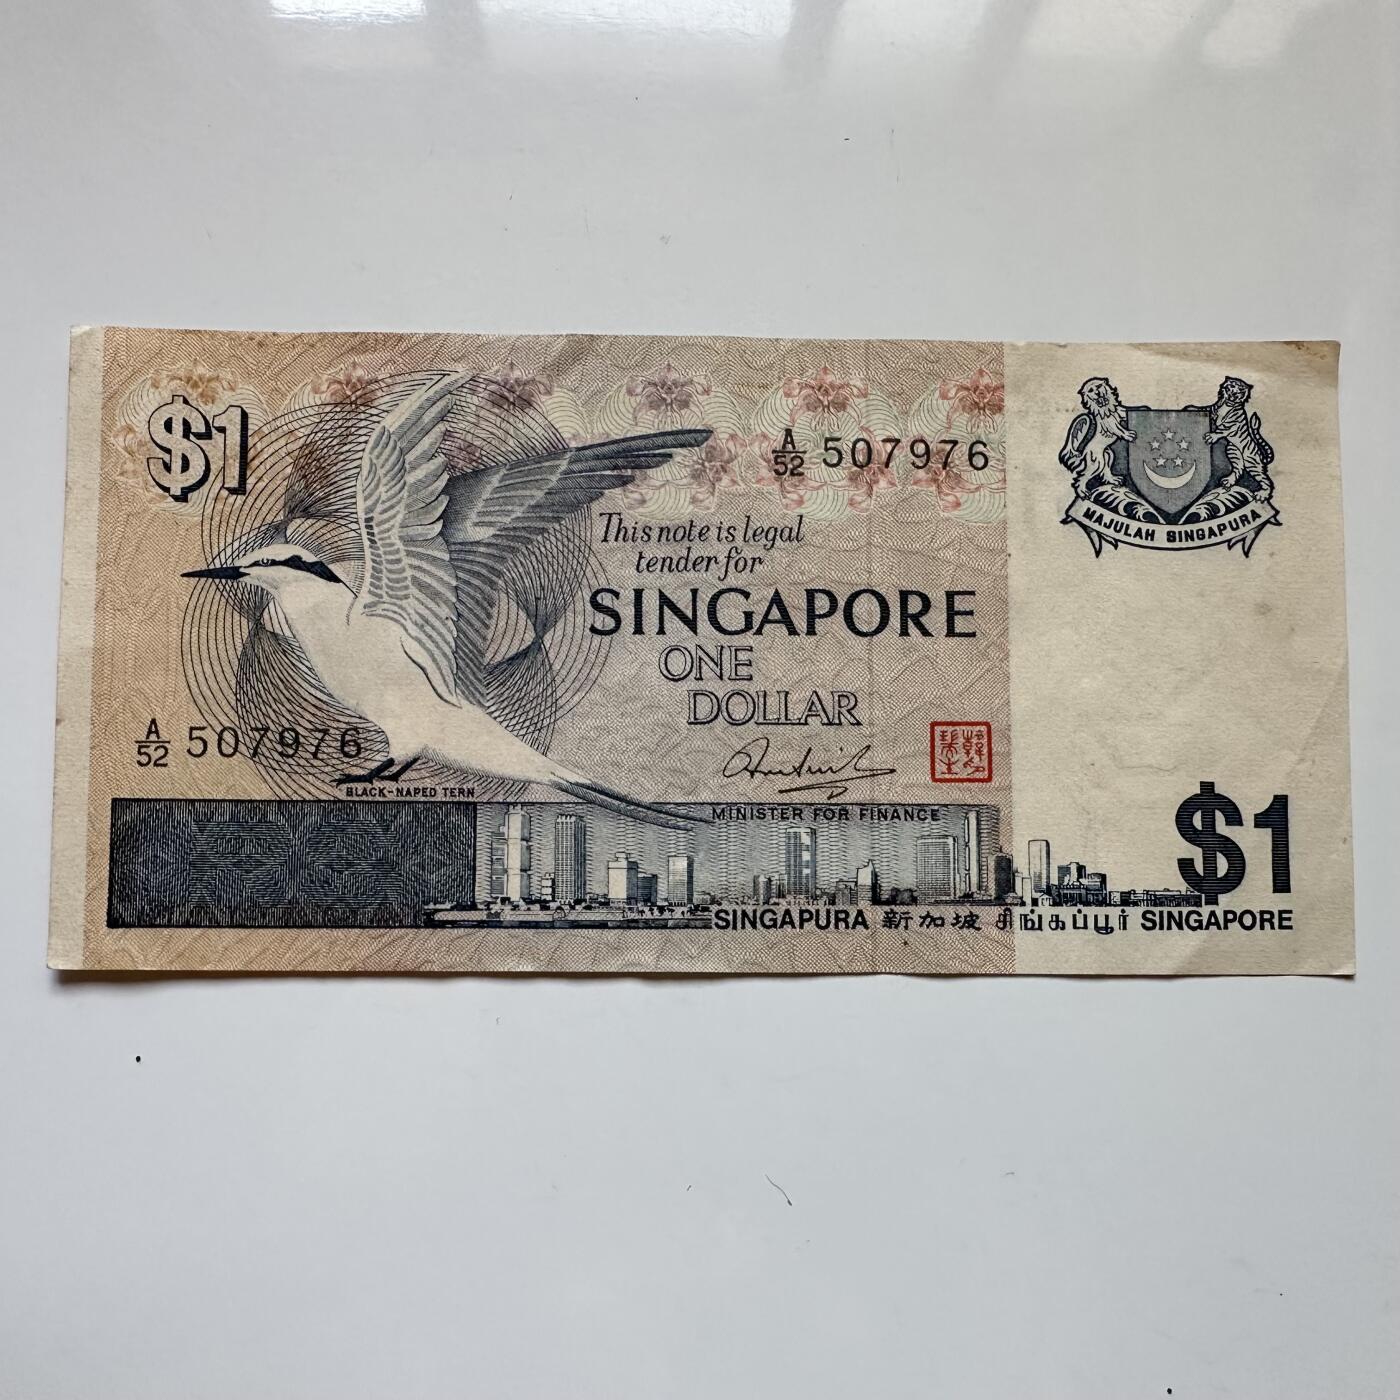 $1
A/52 507976
MAJULAH SINGAPURA
This note is legal
tender for
SINGAPORE
ONE
DOLLAR
A/52 507976
BLACK-NAPED TERN
MINISTER FOR FINANCE
$1
SINGAPURA 新加坡 சிங்கப்பூர் SINGAPORE